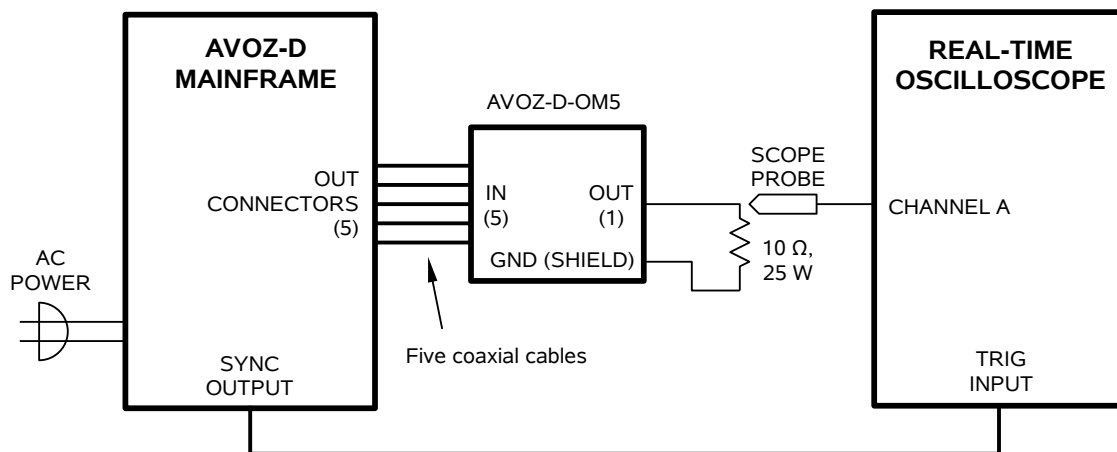 AVOZ-D
MAINFRAME
OUT
CONNECTORS
(5)
AC
POWER
SYNC
OUTPUT
AVOZ-D-OM5
IN
(5)
OUT
(1)
GND (SHIELD)
Five coaxial cables
SCOPE
PROBE
10 Ω,
25 W
REAL-TIME
OSCILLOSCOPE
CHANNEL A
TRIG
INPUT